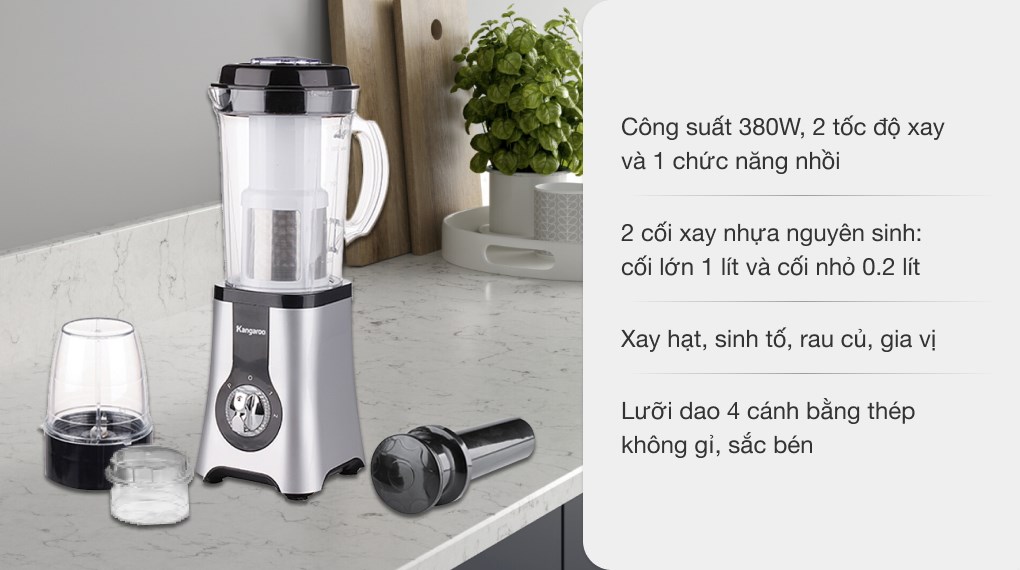 Công suất 380W, 2 tốc độ xay
và 1 chức năng nhồi
2 cối xay nhựa nguyên sinh:
cối lớn 1 lít và cối nhỏ 0.2 lít
Xay hạt, sinh tố, rau củ, gia vị
Lưỡi dao 4 cánh bằng thép
không gỉ, sắc bén
Kangaroo
P O 1
2